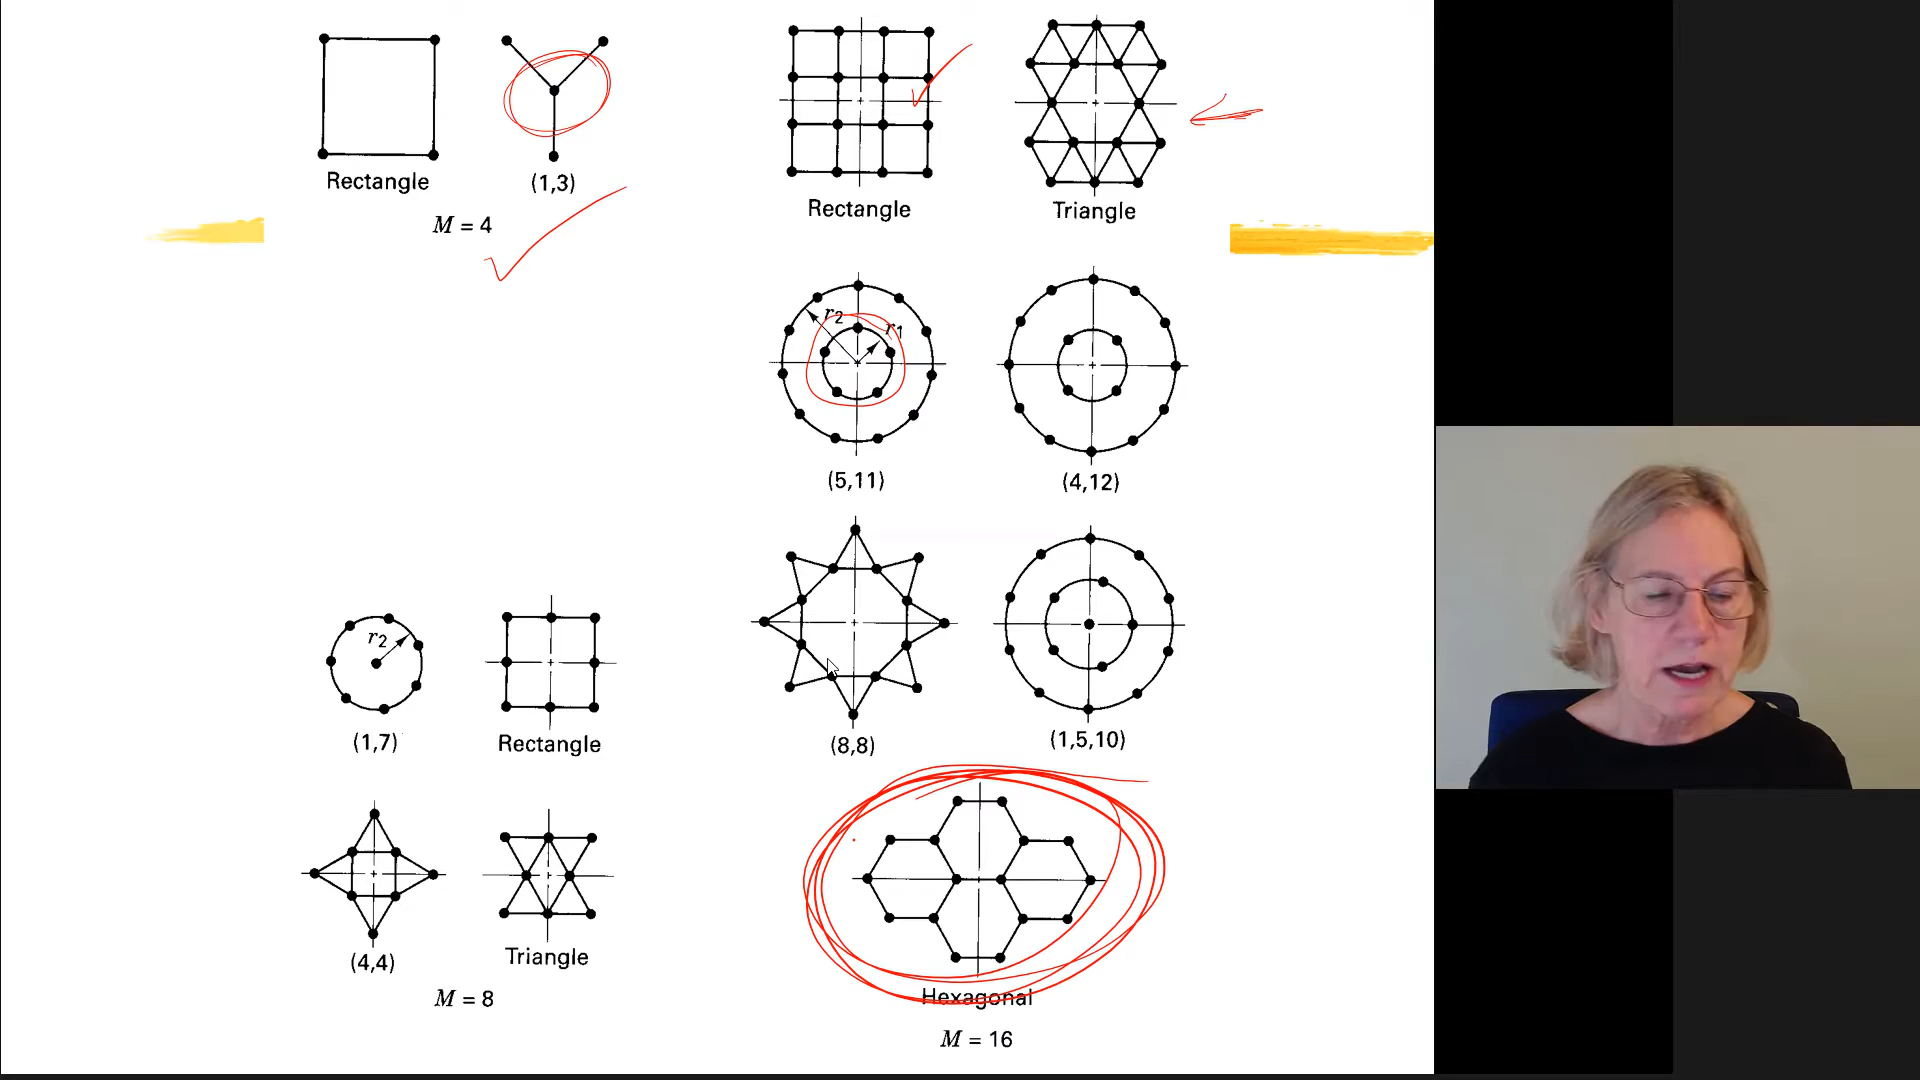 Rectangle
(1,3)
M = 4
Rectangle
Triangle
r2
r1
(5,11)
(4,12)
r2
(1,7)
Rectangle
(8,8)
(1,5,10)
(4,4)
Triangle
M = 8
Hexagonal
M = 16